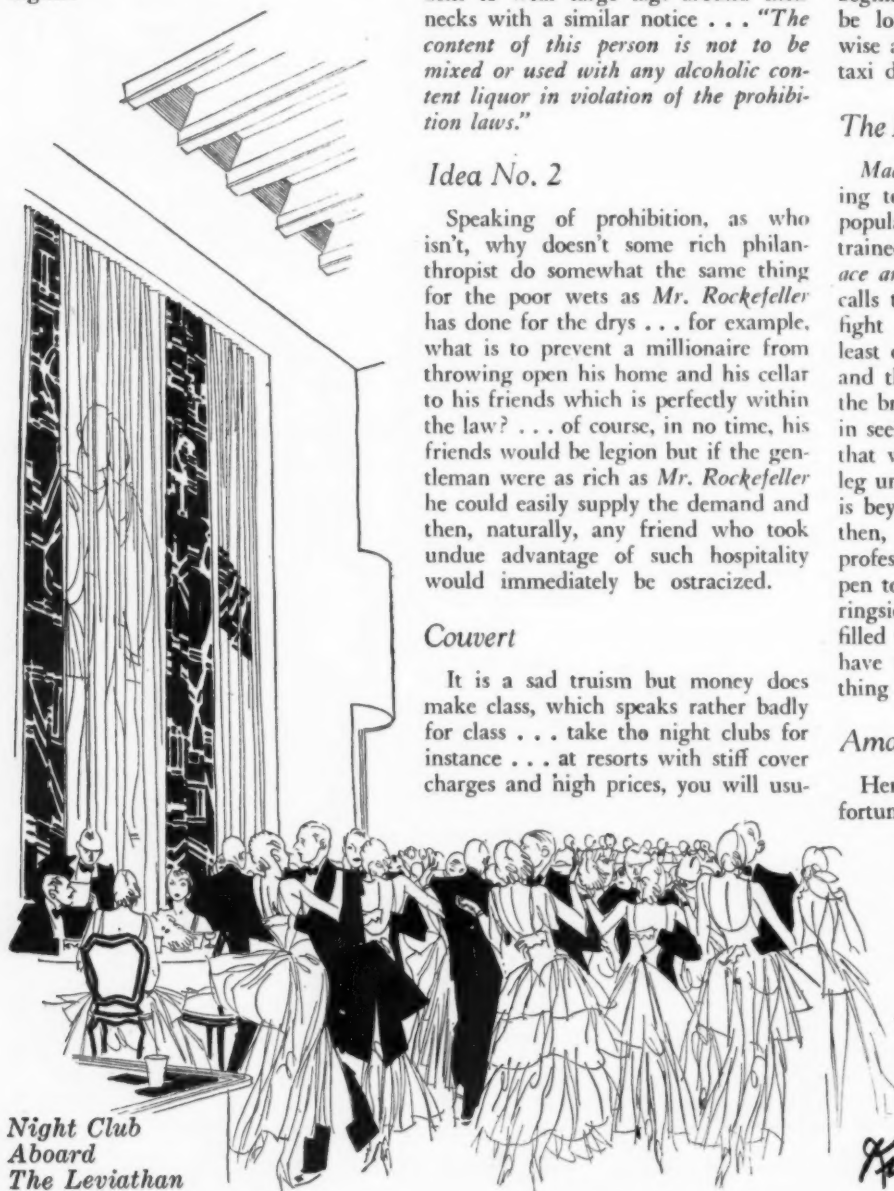 necks with a similar notice . . . "The
content of this person is not to be
mixed or used with any alcoholic con-
tent liquor in violation of the prohibi-
tion laws."
Idea No. 2
Speaking of prohibition, as who
isn't, why doesn't some rich philan-
thropist do somewhat the same thing
for the poor wets as Mr. Rockefeller
has done for the drys . . . for example,
what is to prevent a millionaire from
throwing open his home and his cellar
to his friends which is perfectly within
the law? . . . of course, in no time, his
friends would be legion but if the gen-
tleman were as rich as Mr. Rockefeller
he could easily supply the demand and
then, naturally, any friend who took
undue advantage of such hospitality
would immediately be ostracized.
Couvert
It is a sad truism but money does
make class, which speaks rather badly
for class . . . take the night clubs for
instance . . . at resorts with stiff cover
charges and high prices, you will usu-
be lo
wise a
taxi d
The
Mad
ing te
popul
traine
ace an
calls t
fight
least o
and th
the br
in see
that w
leg un
is bey
then,
profes
pen to
ringsi
filled
have
thing
Amo
Her
fortun
Night Club
Aboard
The Leviathan